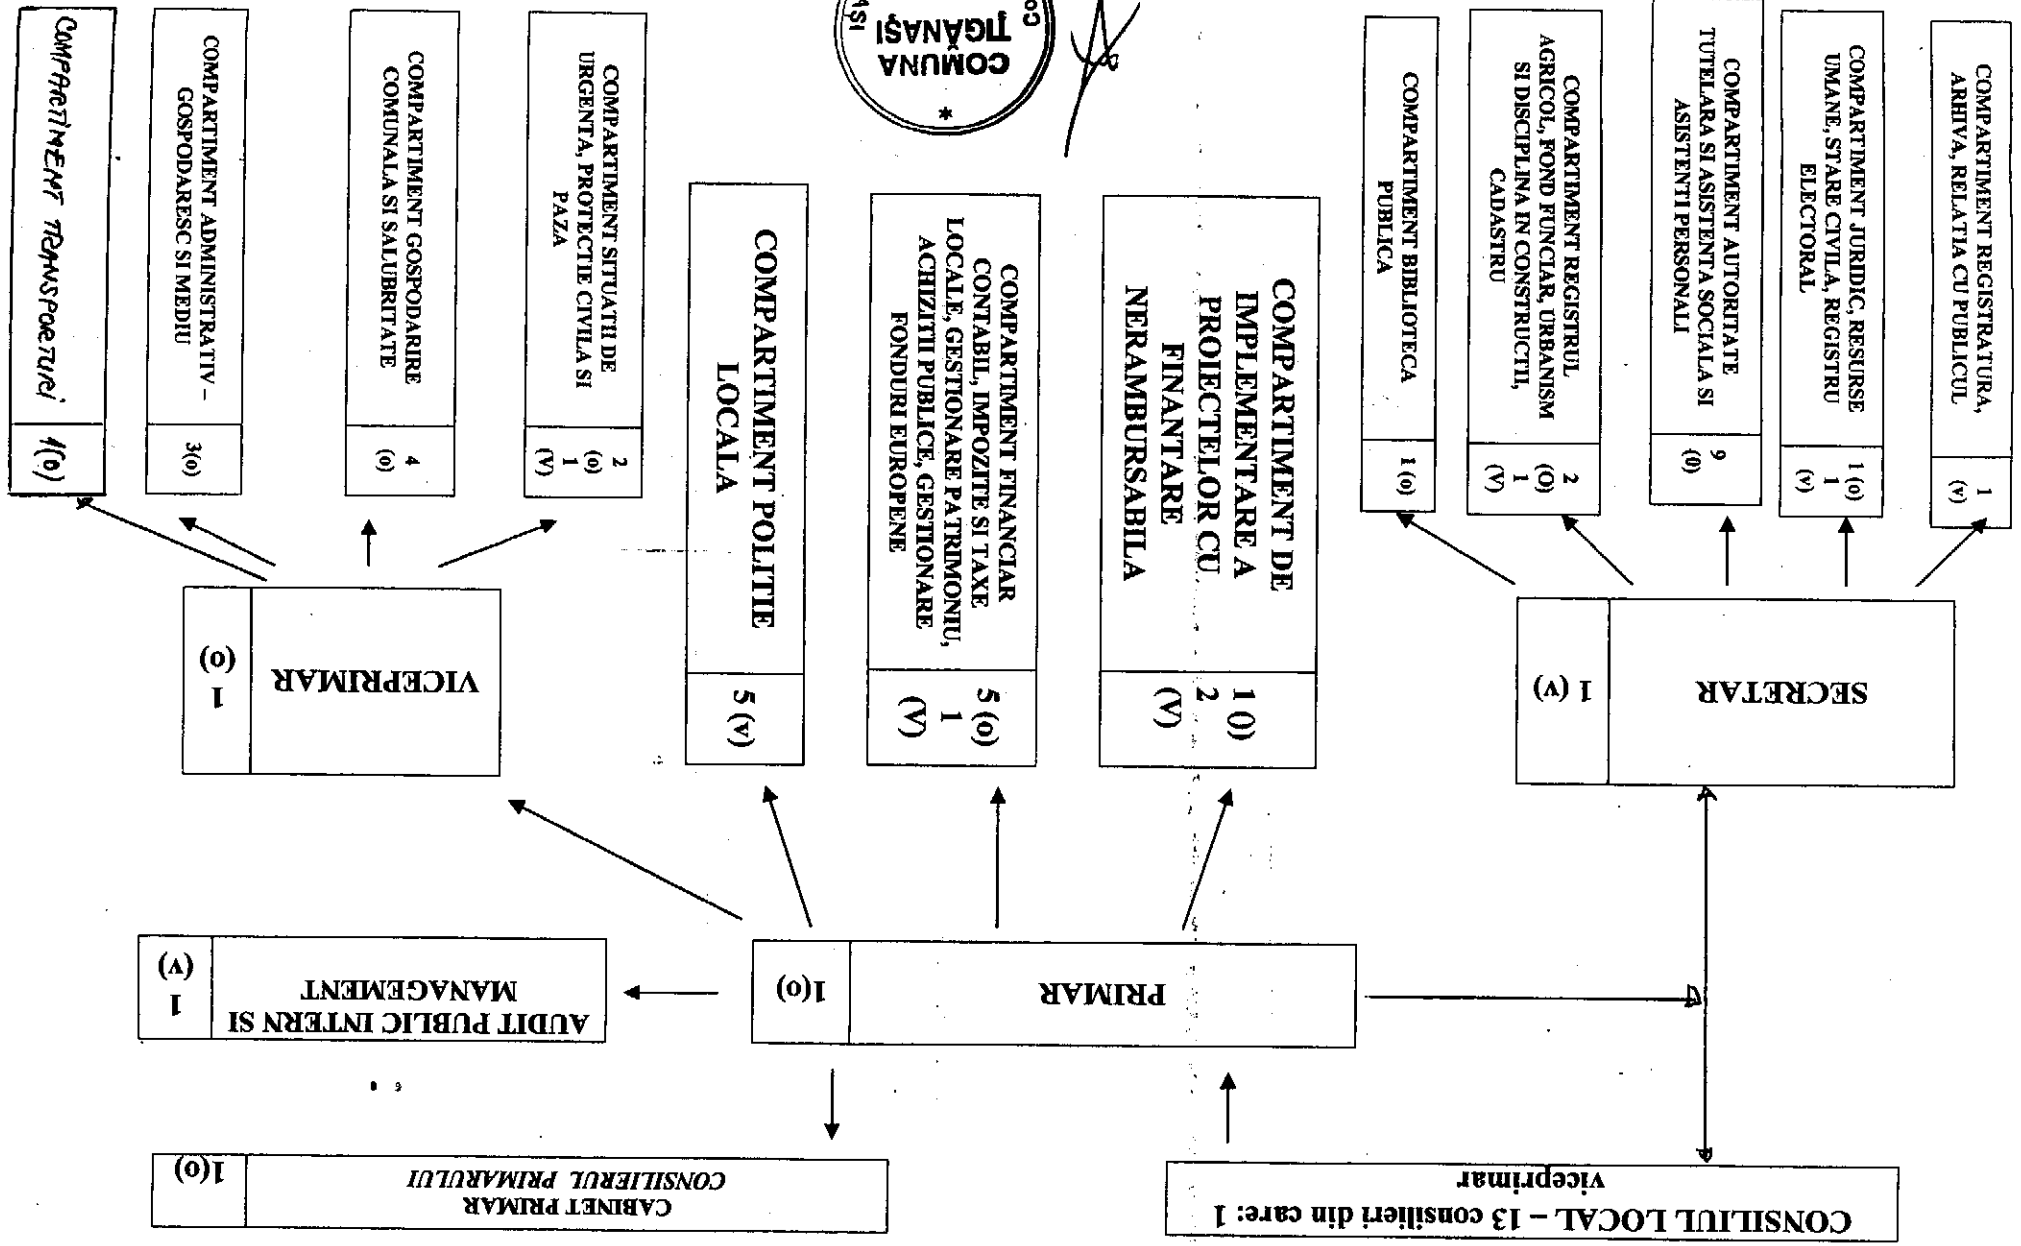 CONSILIUL LOCAL – 13 consilieri din care: 1
viceprimar
CABINET PRIMAR
CONSILIERUL PRIMARULUI
1(o)
PRIMAR
1(o)
AUDIT PUBLIC INTERN SI
MANAGEMENT
1
(v)
SECRETAR
1 (v)
COMPARTIMENT DE
IMPLEMENTARE A
PROIECTELOR CU
FINANTARE
NERAMBURSABILA
1 ()
2
(V)
COMPARTIMENT FINANCIAR
CONTABIL, IMPOZITE SI TAXE
LOCALE, GESTIONARE PATRIMONIU,
ACHIZITII PUBLICE, GESTIONARE
FONDURI EUROPENE
5 (o)
1
(V)
COMPARTIMENT POLITIE
LOCALA
5 (v)
VICEPRIMAR
1
(o)
COMPARTIMENT REGISTRATURA,
ARHIVA, RELATIA CU PUBLICUL
1
(v)
COMPARTIMENT JURIDIC, RESURSE
UMANE, STARE CIVILA, REGISTRU
ELECTORAL
1 (o)
1
(v)
COMPARTIMENT AUTORITATE
TUTELARA SI ASISTENTA SOCIALA SI
ASISTENTI PERSONALI
9
(0)
COMPARTIMENT REGISTRUL
AGRICOL, FOND FUNCIAR, URBANISM
SI DISCIPLINA IN CONSTRUCTII,
CADASTRU
2
(O)
1
(V)
COMPARTIMENT BIBLIOTECA
PUBLICA
1 (o)
COMPARTIMENT SITUATII DE
URGENTA, PROTECTIE CIVILA SI
PAZA
2
(o)
1
(V)
COMPARTIMENT GOSPODARIRE
COMUNALA SI SALUBRITATE
4
(o)
COMPARTIMENT ADMINISTRATIV –
GOSPODARESC SI MEDIU
3(o)
COMPARTIMENT TRANSPORTURI
1(o)
*
COMUNA
ȚIGĂNAȘI